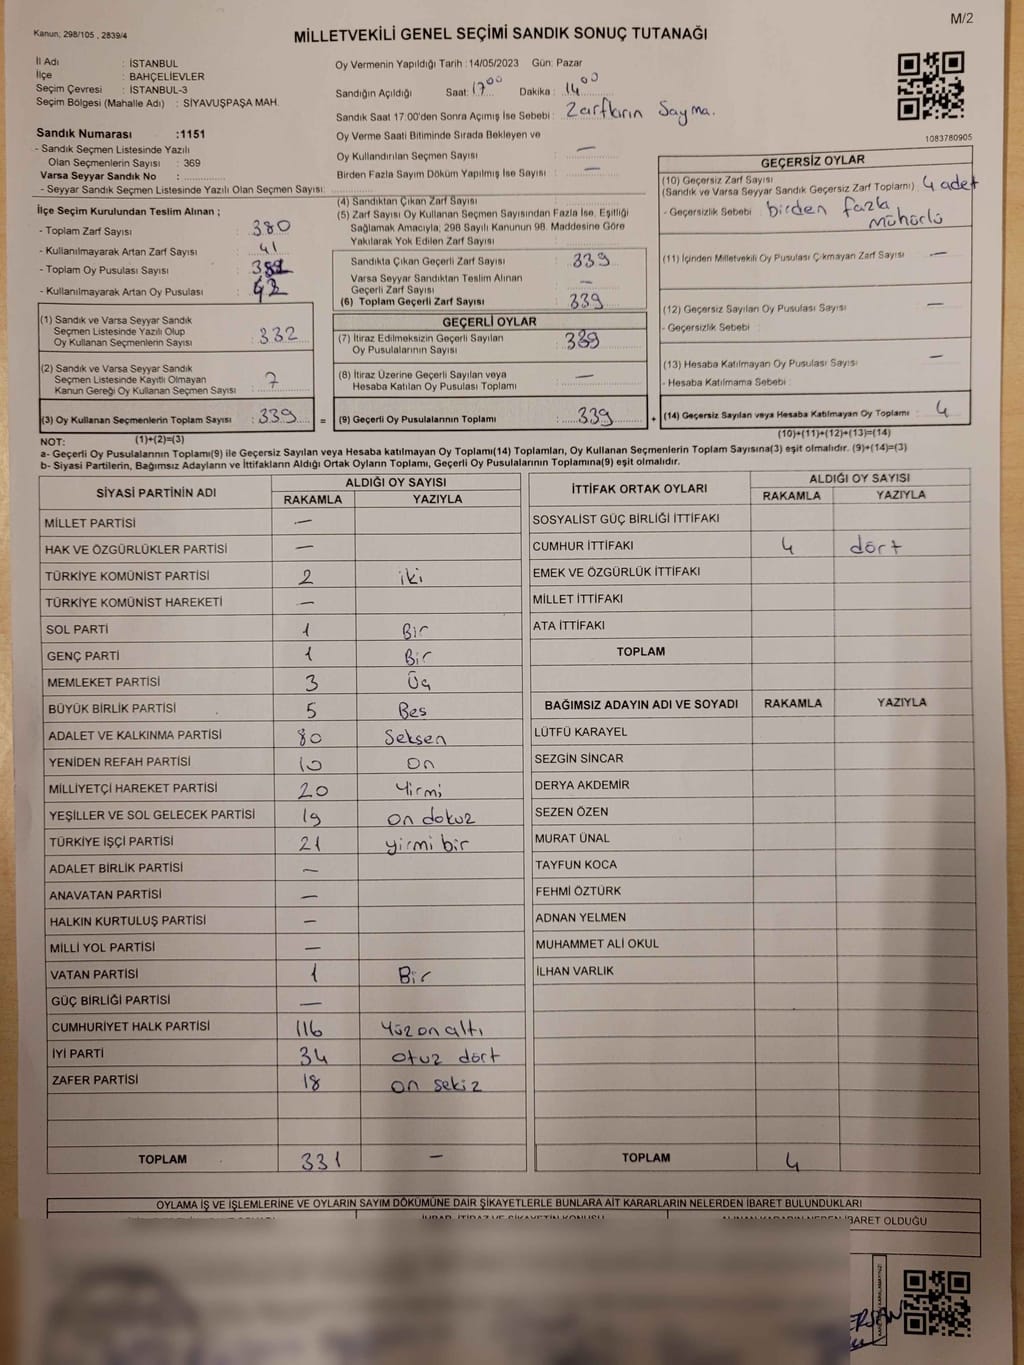 M/2
Kanun; 298/105 , 2839/4
MİLLETVEKİLİ GENEL SEÇİMİ SANDIK SONUÇ TUTANAĞI
İl Adı : İSTANBUL
İlçe : BAHÇELİEVLER
Seçim Çevresi : İSTANBUL-3
Seçim Bölgesi (Mahalle Adı) : SİYAVUŞPAŞA MAH.
Sandık Numarası :1151
- Sandık Seçmen Listesinde Yazılı
Olan Seçmenlerin Sayısı : 369
Varsa Seyyar Sandık No :
- Seyyar Sandık Seçmen Listesinde Yazılı Olan Seçmen Sayısı:
Oy Vermenin Yapıldığı Tarih :14/05/2023 Gün: Pazar
Sandığın Açıldığı Saat: 17 00 Dakika : 14 00
Sandık Saat 17:00'den Sonra Açımış İse Sebebi : Zarfların Sayma.
Oy Verme Saati Bitiminde Sırada Bekleyen ve
Oy Kullandırılan Seçmen Sayısı : —
Birden Fazla Sayım Döküm Yapılmış İse Sayısı : —
1083780905
İlçe Seçim Kurulundan Teslim Alınan ;
- Toplam Zarf Sayısı : 380
- Kullanılmayarak Artan Zarf Sayısı : 41
- Toplam Oy Pusulası Sayısı :
- Kullanılmayarak Artan Oy Pusulası :
(1) Sandık ve Varsa Seyyar Sandık
Seçmen Listesinde Yazılı Olup
Oy Kullanan Seçmenlerin Sayısı : 332
(2) Sandık ve Varsa Seyyar Sandık
Seçmen Listesinde Kayıtlı Olmayan
Kanun Gereği Oy Kullanan Seçmen Sayısı : 7
(3) Oy Kullanan Seçmenlerin Toplam Sayısı : 339
(1)+(2)=(3)
(4) Sandıktan Çıkan Zarf Sayısı :
(5) Zarf Sayısı Oy Kullanan Seçmen Sayısından Fazla İse, Eşitliği
Sağlamak Amacıyla, 298 Sayılı Kanunun 98. Maddesine Göre
Yakılarak Yok Edilen Zarf Sayısı :
Sandıkta Çıkan Geçerli Zarf Sayısı : 339
Varsa Seyyar Sandıktan Teslim Alınan
Geçerli Zarf Sayısı : —
(6) Toplam Geçerli Zarf Sayısı : 339
GEÇERLİ OYLAR
(7) İtiraz Edilmeksizin Geçerli Sayılan
Oy Pusulalarının Sayısı : 339
(8) İtiraz Üzerine Geçerli Sayılan veya
Hesaba Katılan Oy Pusulası Toplamı : —
= (9) Geçerli Oy Pusulalarının Toplamı : 339 +
GEÇERSİZ OYLAR
(10) Geçersiz Zarf Sayısı
(Sandık ve Varsa Seyyar Sandık Geçersiz Zarf Toplamı) : 4 adet
- Geçersizlik Sebebi : birden fazla
mühürlü
(11) İçinden Milletvekili Oy Pusulası Çıkmayan Zarf Sayısı : —
(12) Geçersiz Sayılan Oy Pusulası Sayısı : —
- Geçersizlik Sebebi :
(13) Hesaba Katılmayan Oy Pusulası Sayısı : —
- Hesaba Katılmama Sebebi :
(14) Geçersiz Sayılan veya Hesaba Katılmayan Oy Toplamı : 4
(10)+(11)+(12)+(13)=(14)
NOT:
a- Geçerli Oy Pusulalarının Toplamı(9) ile Geçersiz Sayılan veya Hesaba Katılmayan Oy Toplamı(14) Toplamları, Oy Kullanan Seçmenlerin Toplam Sayısına(3) eşit olmalıdır. (9)+(14)=(3)
b- Siyasi Partilerin, Bağımsız Adayların ve İttifakların Aldığı Ortak Oyların Toplamı, Geçerli Oy Pusulalarının Toplamına(9) eşit olmalıdır.
SİYASİ PARTİNİN ADI ALDIĞI OY SAYISI
RAKAMLA YAZIYLA
MİLLET PARTİSİ —
HAK VE ÖZGÜRLÜKLER PARTİSİ —
TÜRKİYE KOMÜNİST PARTİSİ 2 iki
TÜRKİYE KOMÜNİST HAREKETİ —
SOL PARTİ 1 Bir
GENÇ PARTİ 1 Bir
MEMLEKET PARTİSİ 3 Üç
BÜYÜK BİRLİK PARTİSİ 5 Bes
ADALET VE KALKINMA PARTİSİ 80 Seksen
YENİDEN REFAH PARTİSİ 10 On
MİLLİYETÇİ HAREKET PARTİSİ 20 Yirmi
YEŞİLLER VE SOL GELECEK PARTİSİ 19 on dokuz
TÜRKİYE İŞÇİ PARTİSİ 21 yirmi bir
ADALET BİRLİK PARTİSİ —
ANAVATAN PARTİSİ —
HALKIN KURTULUŞ PARTİSİ —
MİLLİ YOL PARTİSİ —
VATAN PARTİSİ 1 Bir
GÜÇ BİRLİĞİ PARTİSİ —
CUMHURİYET HALK PARTİSİ 116 Yüz on altı
İYİ PARTİ 34 otuz dört
ZAFER PARTİSİ 18 on sekiz
TOPLAM 331 —
İTTİFAK ORTAK OYLARI ALDIĞI OY SAYISI
RAKAMLA YAZIYLA
SOSYALİST GÜÇ BİRLİĞİ İTTİFAKI
CUMHUR İTTİFAKI 4 dört
EMEK VE ÖZGÜRLÜK İTTİFAKI
MİLLET İTTİFAKI
ATA İTTİFAKI
TOPLAM
BAĞIMSIZ ADAYIN ADI VE SOYADI RAKAMLA YAZIYLA
LÜTFÜ KARAYEL
SEZGİN SİNCAR
DERYA AKDEMİR
SEZEN ÖZEN
MURAT ÜNAL
TAYFUN KOCA
FEHMİ ÖZTÜRK
ADNAN YELMEN
MUHAMMET ALİ OKUL
İLHAN VARLIK
TOPLAM 4
OYLAMA İŞ VE İŞLEMLERİNE VE OYLARIN SAYIM DÖKÜMÜNE DAİR ŞİKAYETLERLE BUNLARA AİT KARARLARIN NELERDEN İBARET BULUNDUKLARI
İBARET OLDUĞU